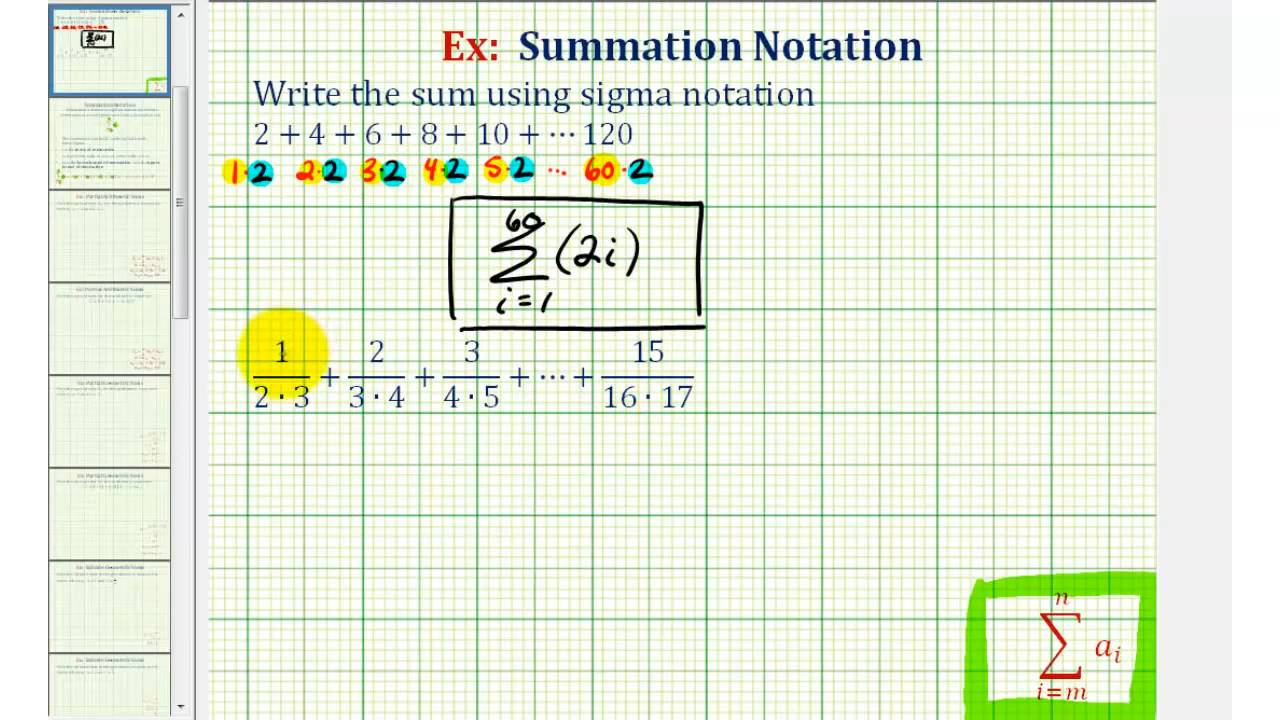 Ex: Summation Notation
Write the sum using sigma notation
2 + 4 + 6 + 8 + 10 + ⋯ 120
1·2 2·2 3·2 4·2 5·2 ⋯ 60·2
60
∑ (2i)
i=1
1 2 3 15
+ + + ⋯ +
2 · 3 3 · 4 4 · 5 16 · 17
n
∑ a_i
i=m